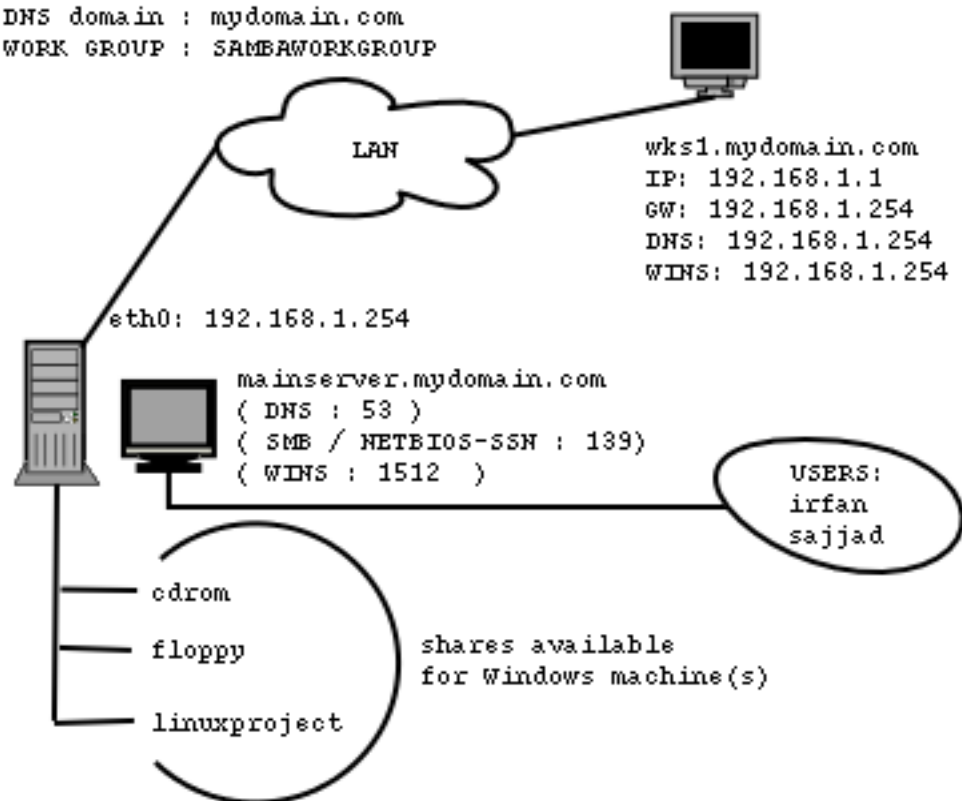 DNS domain : mydomain.com
WORK GROUP : SAMBAWORKGROUP
LAN
wks1.mydomain.com
IP: 192.168.1.1
GW: 192.168.1.254
DNS: 192.168.1.254
WINS: 192.168.1.254
eth0: 192.168.1.254
mainserver.mydomain.com
( DNS : 53 )
( SMB / NETBIOS-SSN : 139)
( WINS : 1512 )
USERS:
irfan
sajjad
cdrom
floppy
linuxproject
shares available
for Windows machine(s)